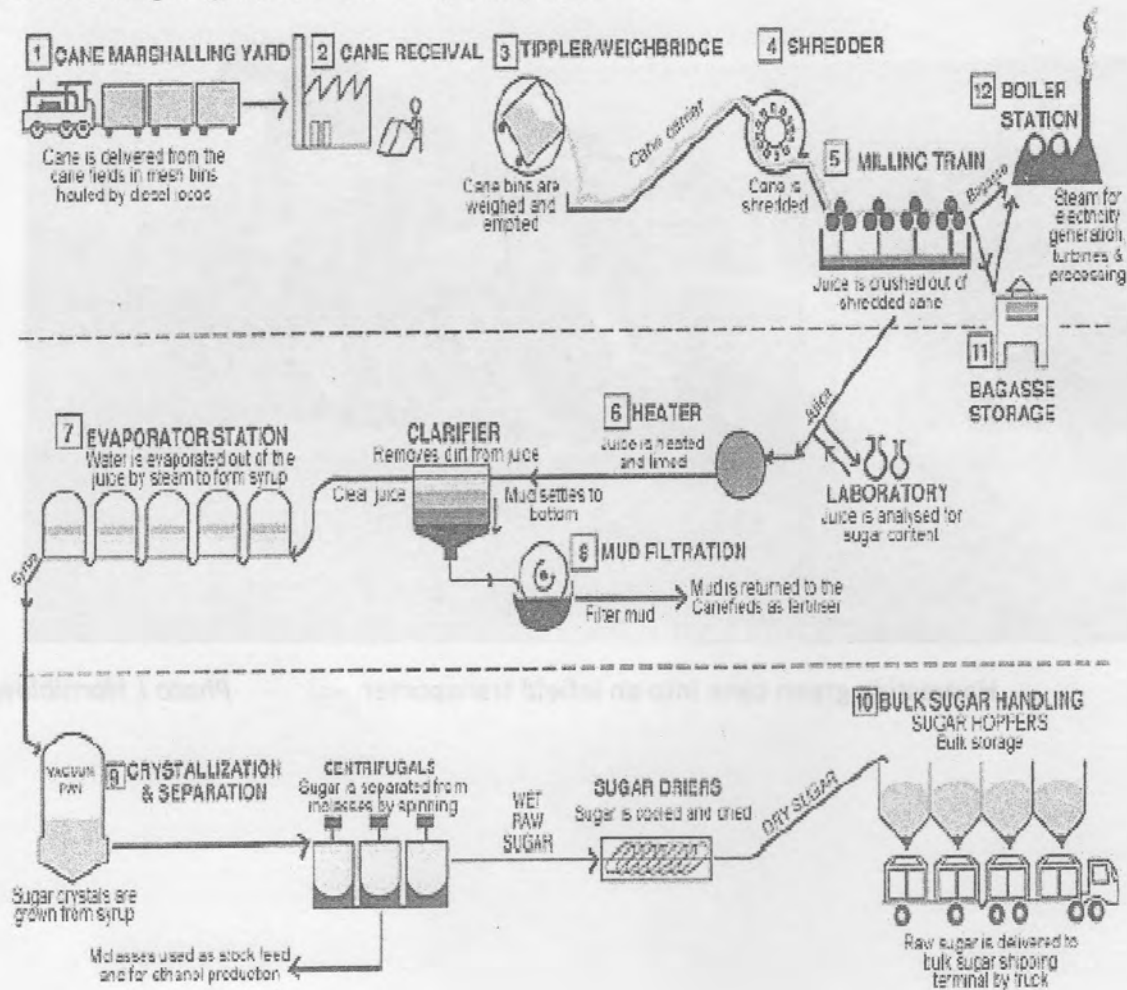 1 CANE MARSHALLING YARD
Cane is delivered from the
cane fields in mesh bins
hauled by diesel locos
2 CANE RECEIVAL
3 TIPPLER/WEIGHBRIDGE
Cane bins are
weighed and
emptied
Cane carrier
4 SHREDDER
Cane is
shredded
5 MILLING TRAIN
Juice is crushed out of
shredded cane
Bagasse
12 BOILER
STATION
Steam for
electricity
generation,
turbines &
processing
11
BAGASSE
STORAGE
Juice
LABORATORY
Juice is analysed for
sugar content
6 HEATER
Juice is heated
and limed
CLARIFIER
Removes dirt from juice
Clear juice
Mud settles to
bottom
7 EVAPORATOR STATION
Water is evaporated out of the
juice by steam to form syrup
8 MUD FILTRATION
Filter mud
Mud is returned to the
Canefields as fertiliser
Syrup
VACUUM
PAN
9 CRYSTALLIZATION
& SEPARATION
Sugar crystals are
grown from syrup
CENTRIFUGALS
Sugar is separated from
molasses by spinning
Molasses used as stock feed
and for ethanol production
WET
RAW
SUGAR
SUGAR DRIERS
Sugar is cooled and dried
DRY SUGAR
10 BULK SUGAR HANDLING
SUGAR HOPPERS
Bulk storage
Raw sugar is delivered to
bulk sugar shipping
terminal by truck